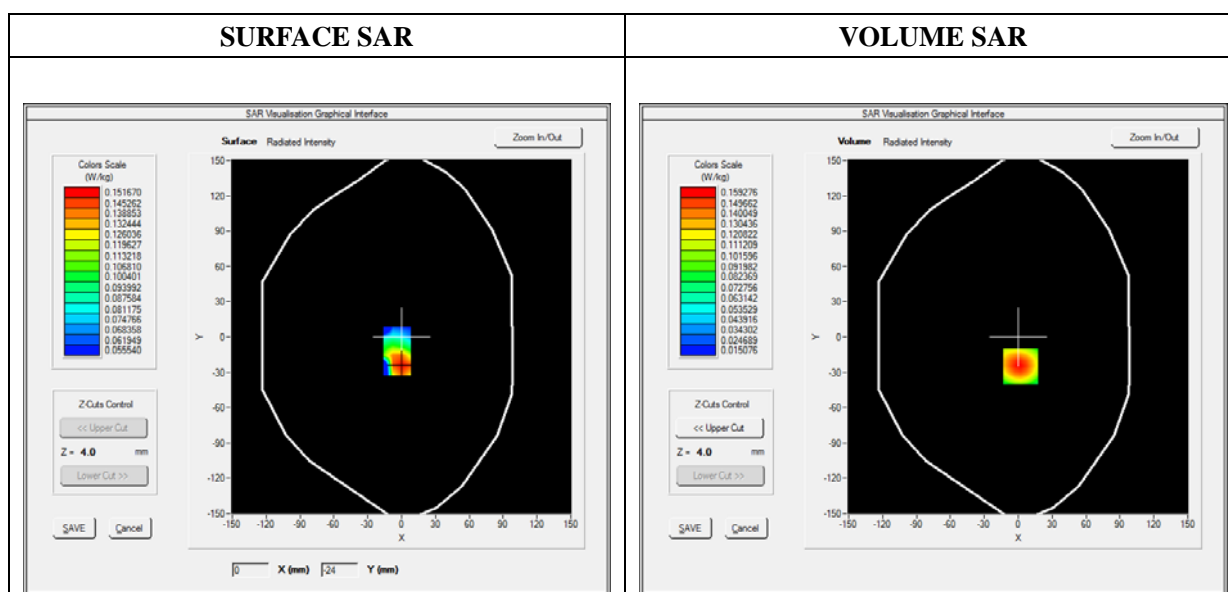 SURFACE SAR
VOLUME SAR
SAR Visualisation Graphical Interface
Surface Radiated Intensity
Zoom In/Out
Colors Scale
(W/kg)
0.151670
0.145262
0.138853
0.132444
0.126036
0.119627
0.113218
0.106810
0.100401
0.093992
0.087584
0.081175
0.074766
0.068358
0.061949
0.055540
Z-Cuts Control
<< Upper Cut
Z = 4.0 mm
Lower Cut >>
SAVE Cancel
150
120
90
60
30
0
-30
-60
-90
-120
-150
Y
-150 -120 -90 -60 -30 0 30 60 90 120 150
X
0 X (mm) -24 Y (mm)
SAR Visualisation Graphical Interface
Volume Radiated Intensity
Zoom In/Out
Colors Scale
(W/kg)
0.159276
0.149662
0.140049
0.130436
0.120822
0.111209
0.101596
0.091982
0.082369
0.072756
0.063142
0.053529
0.043916
0.034302
0.024689
0.015076
Z-Cuts Control
<< Upper Cut
Z = 4.0 mm
Lower Cut >>
SAVE Cancel
150
120
90
60
30
0
-30
-60
-90
-120
-150
Y
-150 -120 -90 -60 -30 0 30 60 90 120 150
X